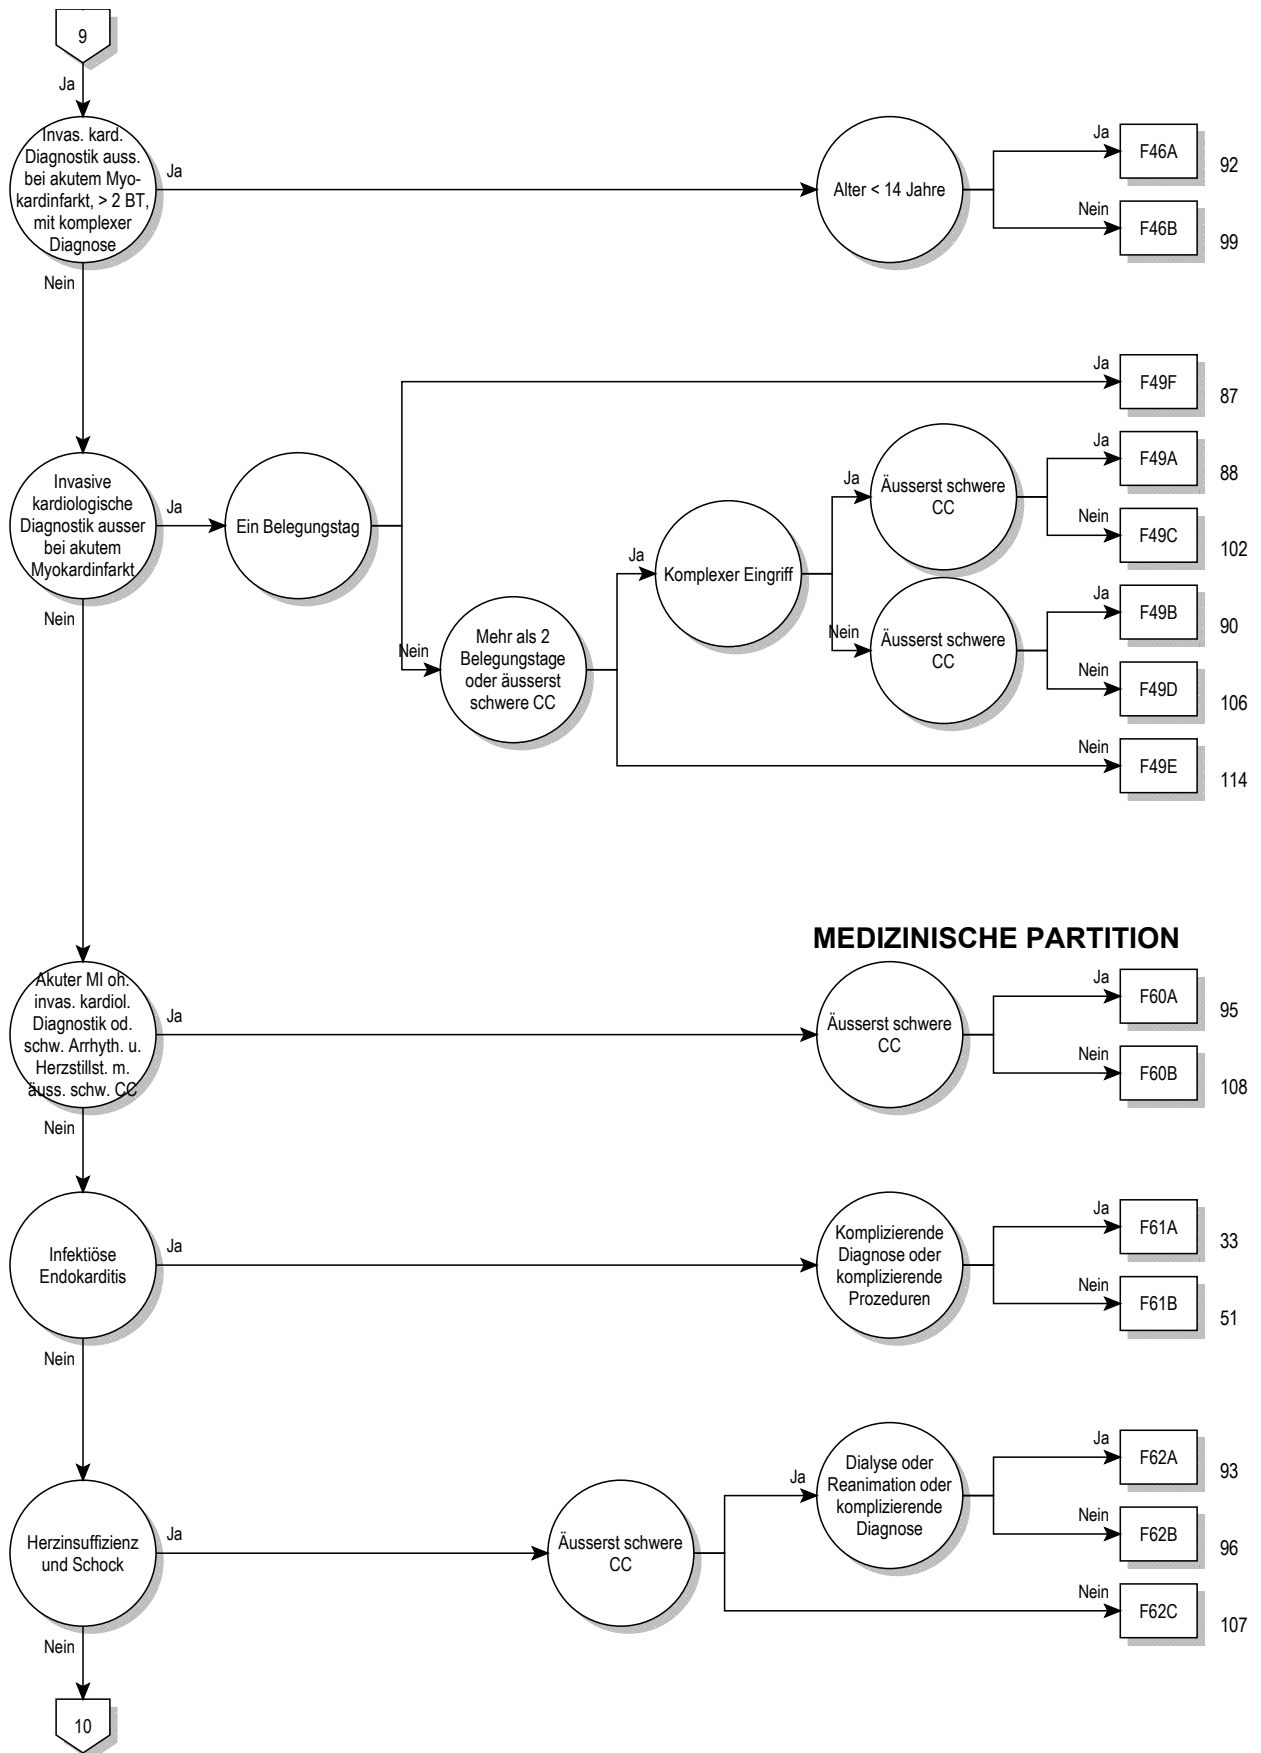 9
Ja
Invas. kard.
Diagnostik auss.
bei akutem Myo-
kardinfarkt, > 2 BT,
mit komplexer
Diagnose
Ja
Alter < 14 Jahre
Ja
F46A
92
Nein
F46B
99
Nein
Ja
F49F
87
Invasive
kardiologische
Diagnostik ausser
bei akutem
Myokardinfarkt
Ja
Ein Belegungstag
Nein
Mehr als 2
Belegungstage
oder äusserst
schwere CC
Ja
Komplexer Eingriff
Ja
Äusserst schwere
CC
Ja
F49A
88
Nein
F49C
102
Nein
Äusserst schwere
CC
Ja
F49B
90
Nein
F49D
106
Nein
F49E
114
Nein
MEDIZINISCHE PARTITION
Akuter MI oh.
invas. kardiol.
Diagnostik od.
schw. Arrhyth. u.
Herzstillst. m.
äuss. schw. CC
Ja
Äusserst schwere
CC
Ja
F60A
95
Nein
F60B
108
Nein
Infektiöse
Endokarditis
Ja
Komplizierende
Diagnose oder
komplizierende
Prozeduren
Ja
F61A
33
Nein
F61B
51
Nein
Herzinsuffizienz
und Schock
Ja
Äusserst schwere
CC
Ja
Dialyse oder
Reanimation oder
komplizierende
Diagnose
Ja
F62A
93
Nein
F62B
96
Nein
F62C
107
Nein
10